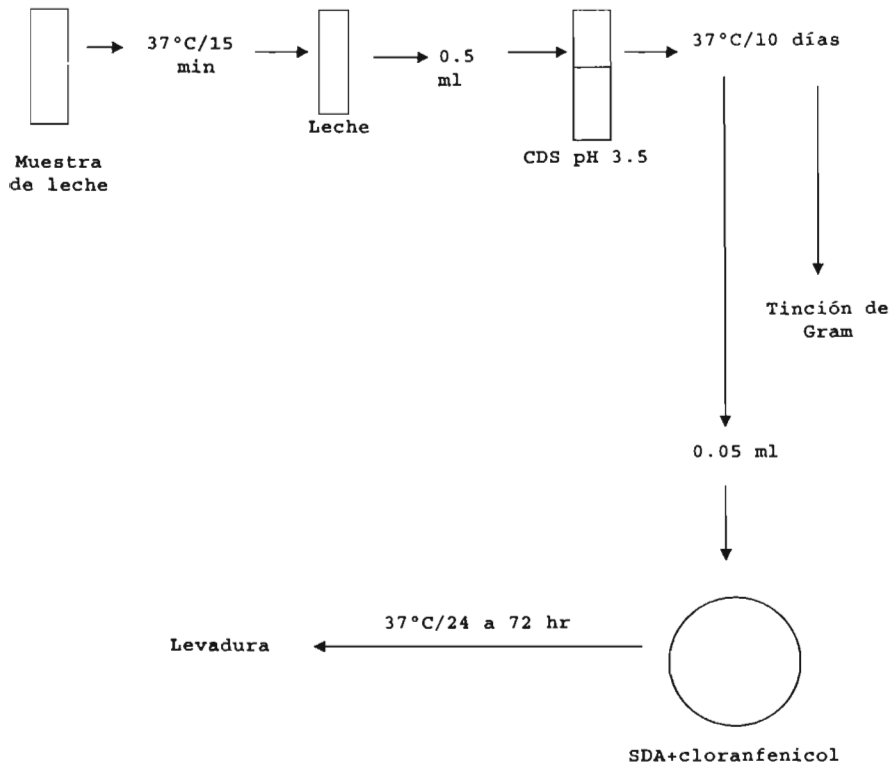 37°C/15
min
0.5
ml
37°C/10 días
Leche
CDS pH 3.5
Muestra
de leche
Tinción de
Gram
0.05 ml
37°C/24 a 72 hr
Levadura
SDA+cloranfenicol